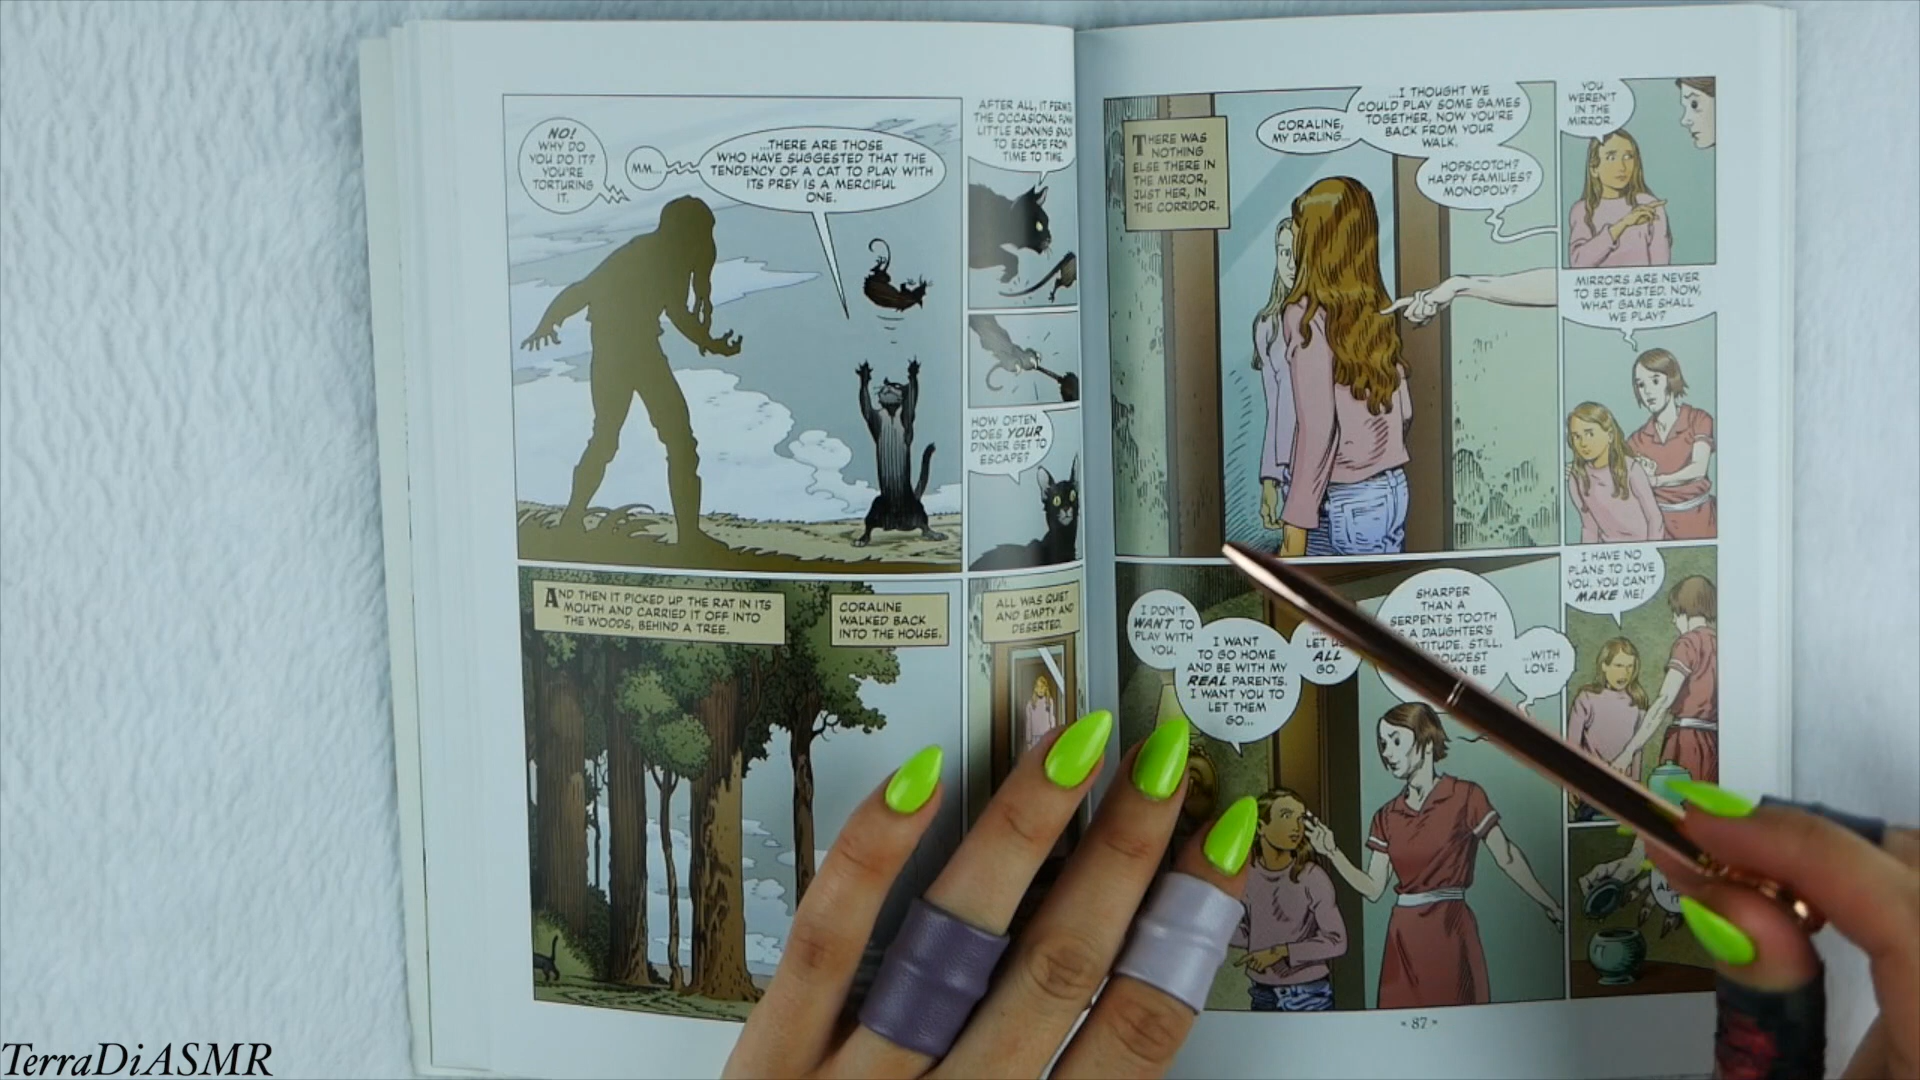 NO!
WHY DO
YOU DO IT?
YOU'RE
TORTURING
IT.
MM...
...THERE ARE THOSE
WHO HAVE SUGGESTED THAT THE
TENDENCY OF A CAT TO PLAY WITH
ITS PREY IS A MERCIFUL
ONE.
AFTER ALL, IT
THE OCCASIONAL
LITTLE RUNNING
TO ESCAPE FROM
TIME TO TIME.
HOW OFTEN
DOES YOUR
DINNER GET TO
ESCAPE?
AND THEN IT PICKED UP THE RAT IN ITS
MOUTH AND CARRIED IT OFF INTO
THE WOODS, BEHIND A TREE.
CORALINE
WALKED BACK
INTO THE HOUSE.
ALL WAS QUIET
AND EMPTY AND
DESERTED.
THERE WAS
NOTHING
ELSE THERE IN
THE MIRROR,
JUST HER, IN
THE CORRIDOR.
CORALINE,
MY DARLING...
...I THOUGHT WE
COULD PLAY SOME GAMES
TOGETHER, NOW YOU'RE
BACK FROM YOUR
WALK.
HOPSCOTCH?
HAPPY FAMILIES?
MONOPOLY?
YOU
WEREN'T
IN THE
MIRROR.
MIRRORS ARE NEVER
TO BE TRUSTED. NOW,
WHAT GAME SHALL
WE PLAY?
I DON'T
WANT TO
PLAY WITH
YOU.
I WANT
TO GO HOME
AND BE WITH MY
REAL PARENTS.
I WANT YOU TO
LET THEM
GO...
LET US
ALL
GO.
SHARPER
THAN A
SERPENT'S TOOTH
A DAUGHTER'S
STILL,
BE
...WITH
LOVE.
I HAVE NO
PLANS TO LOVE
YOU. YOU CAN'T
MAKE ME!
87
TerraDiASMR